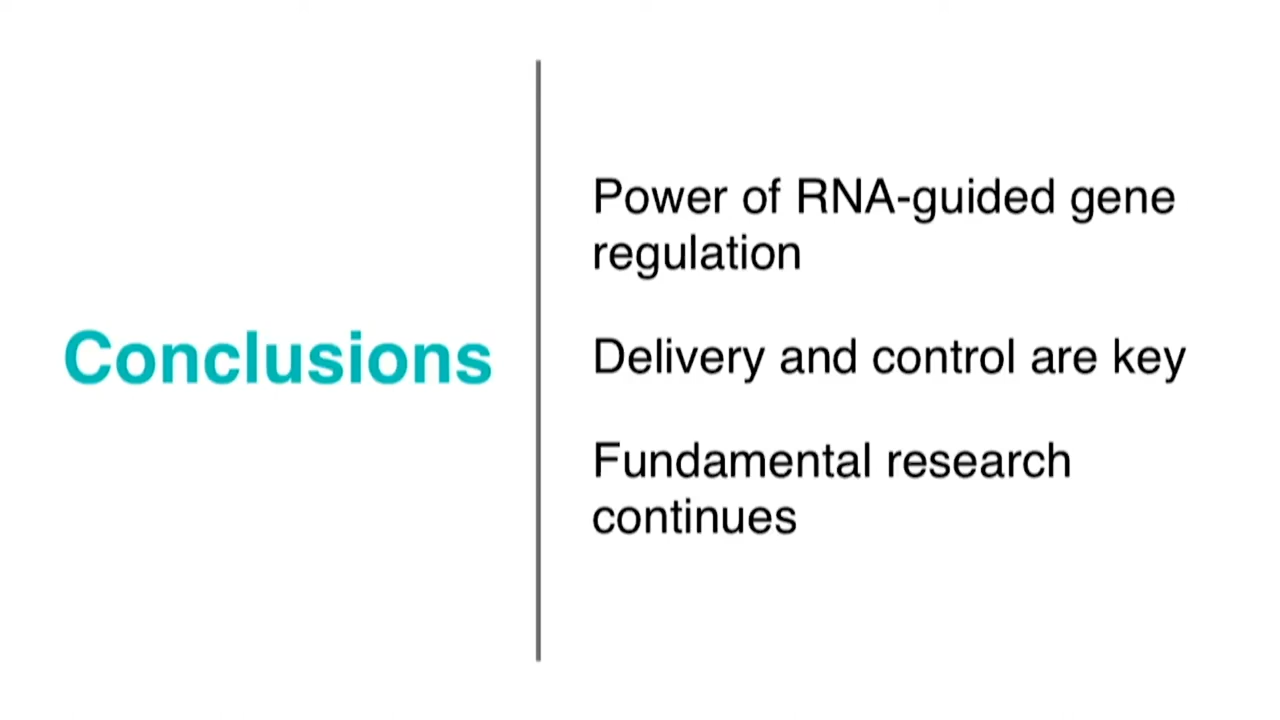 Conclusions
Power of RNA-guided gene
regulation
Delivery and control are key
Fundamental research
continues